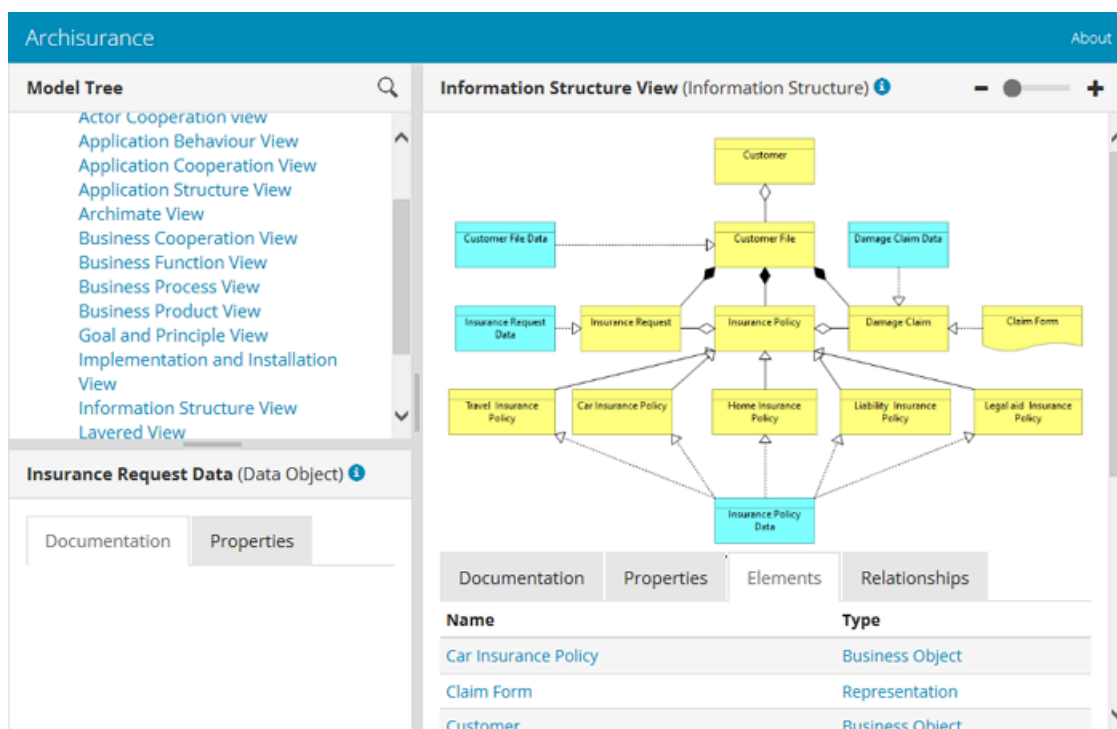 Archisurance
About
Model Tree
Actor Cooperation view
Application Behaviour View
Application Cooperation View
Application Structure View
Archimate View
Business Cooperation View
Business Function View
Business Process View
Business Product View
Goal and Principle View
Implementation and Installation
View
Information Structure View
Layered View
Insurance Request Data (Data Object)
Documentation
Properties
Information Structure View (Information Structure)
Customer
Customer File Data
Customer File
Damage Claim Data
Insurance Request
Data
Insurance Request
Insurance Policy
Damage Claim
Claim Form
Travel Insurance
Policy
Car Insurance Policy
Home Insurance
Policy
Liability Insurance
Policy
Legal aid Insurance
Policy
Insurance Policy
Data
Documentation
Properties
Elements
Relationships
Name
Type
Car Insurance Policy
Business Object
Claim Form
Representation
Customer
Business Object